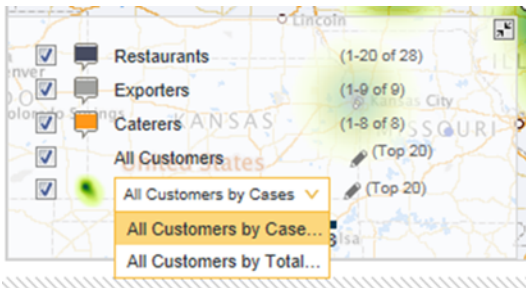 Lincoln
Restaurants (1-20 of 28)
ILL
Exporters (1-9 of 9)
Kansas City
Caterers (1-8 of 8)
KANSAS
SSOURI
All Customers (Top 20)
United States
All Customers by Cases (Top 20)
All Customers by Case...
All Customers by Total...